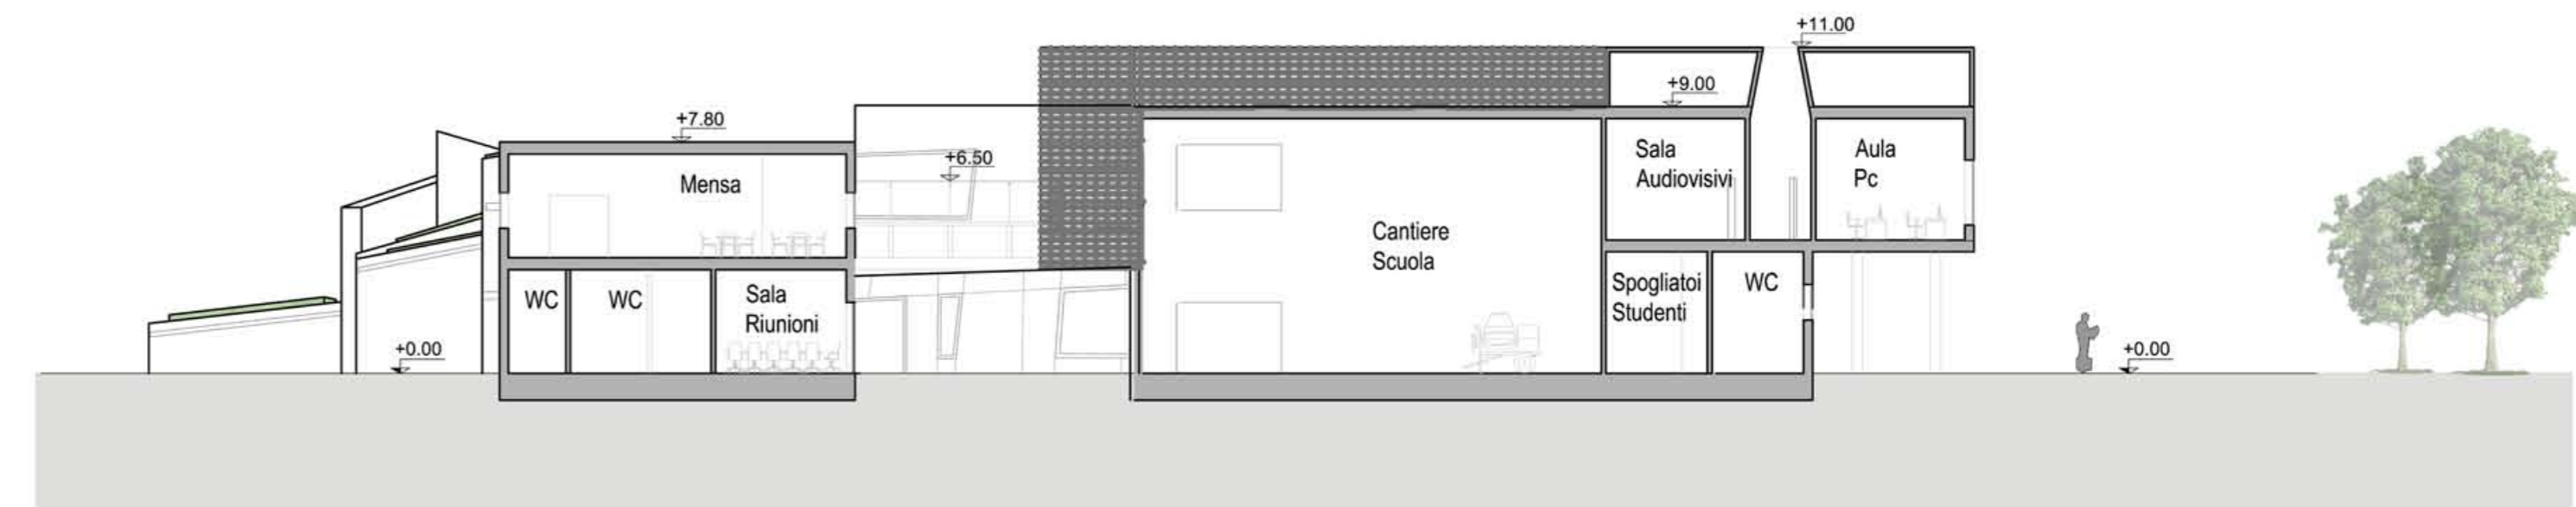 +11.00
+9.00
+7.80
+6.50
Mensa
Sala
Audiovisivi
Aula
Pc
Cantiere
Scuola
WC
WC
Sala
Riunioni
Spogliatoi
Studenti
WC
+0.00
+0.00